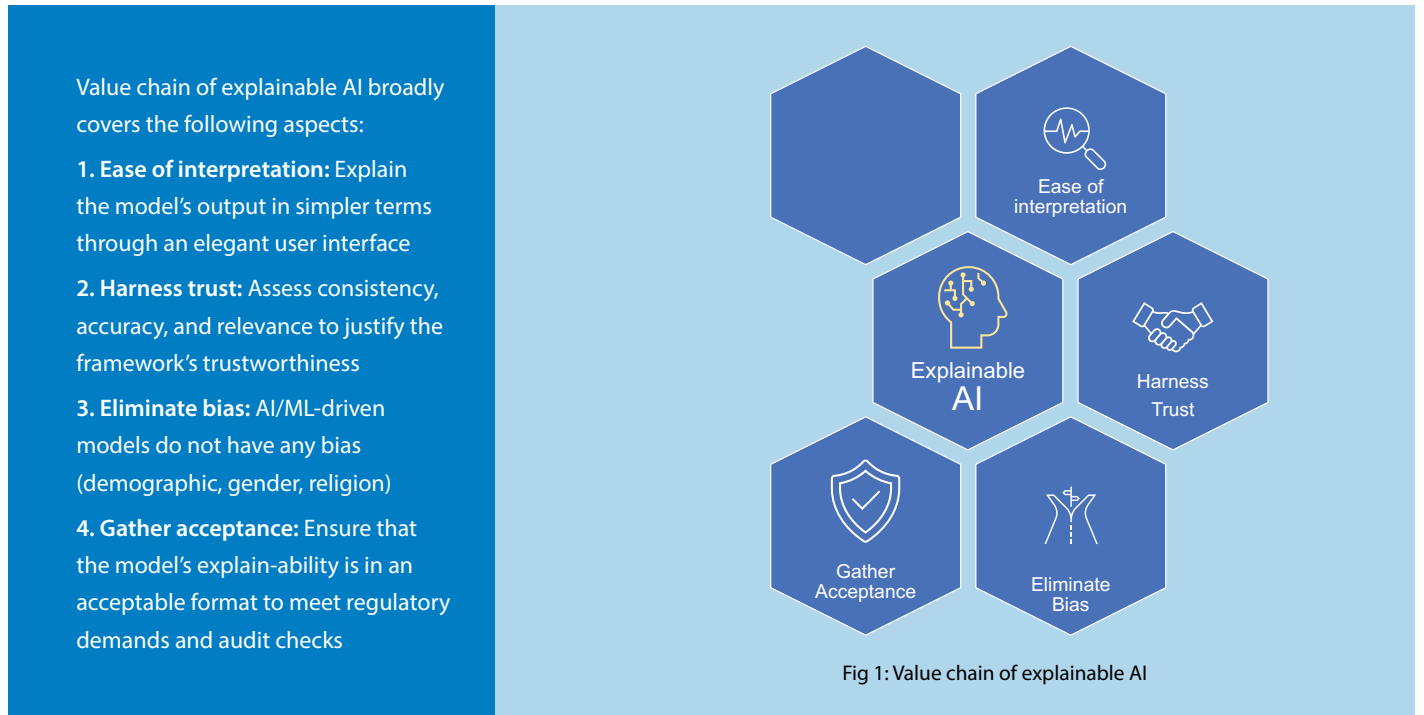 Value chain of explainable AI broadly
covers the following aspects:
1. Ease of interpretation: Explain
the model's output in simpler terms
through an elegant user interface
2. Harness trust: Assess consistency,
accuracy, and relevance to justify the
framework's trustworthiness
3. Eliminate bias: AI/ML-driven
models do not have any bias
(demographic, gender, religion)
4. Gather acceptance: Ensure that
the model's explain-ability is in an
acceptable format to meet regulatory
demands and audit checks
Ease of
interpretation
Explainable
AI
Harness
Trust
Gather
Acceptance
Eliminate
Bias
Fig 1: Value chain of explainable AI